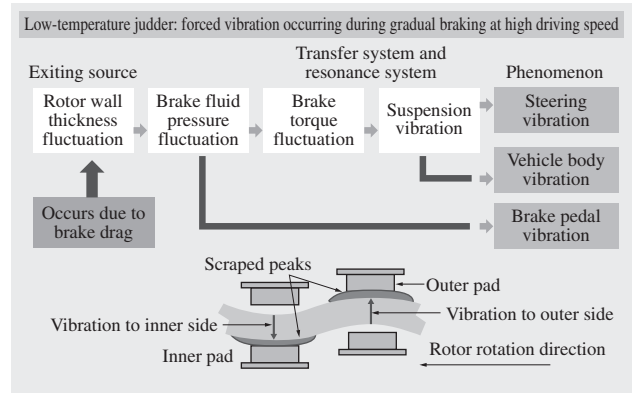 Low-temperature judder: forced vibration occurring during gradual braking at high driving speed
Transfer system and
resonance system
Exiting source
Phenomenon
Rotor wall
thickness
fluctuation
Brake fluid
pressure
fluctuation
Brake
torque
fluctuation
Suspension
vibration
Steering
vibration
Vehicle body
vibration
Brake pedal
vibration
Occurs due to
brake drag
Scraped peaks
Outer pad
Vibration to inner side
Vibration to outer side
Inner pad
Rotor rotation direction